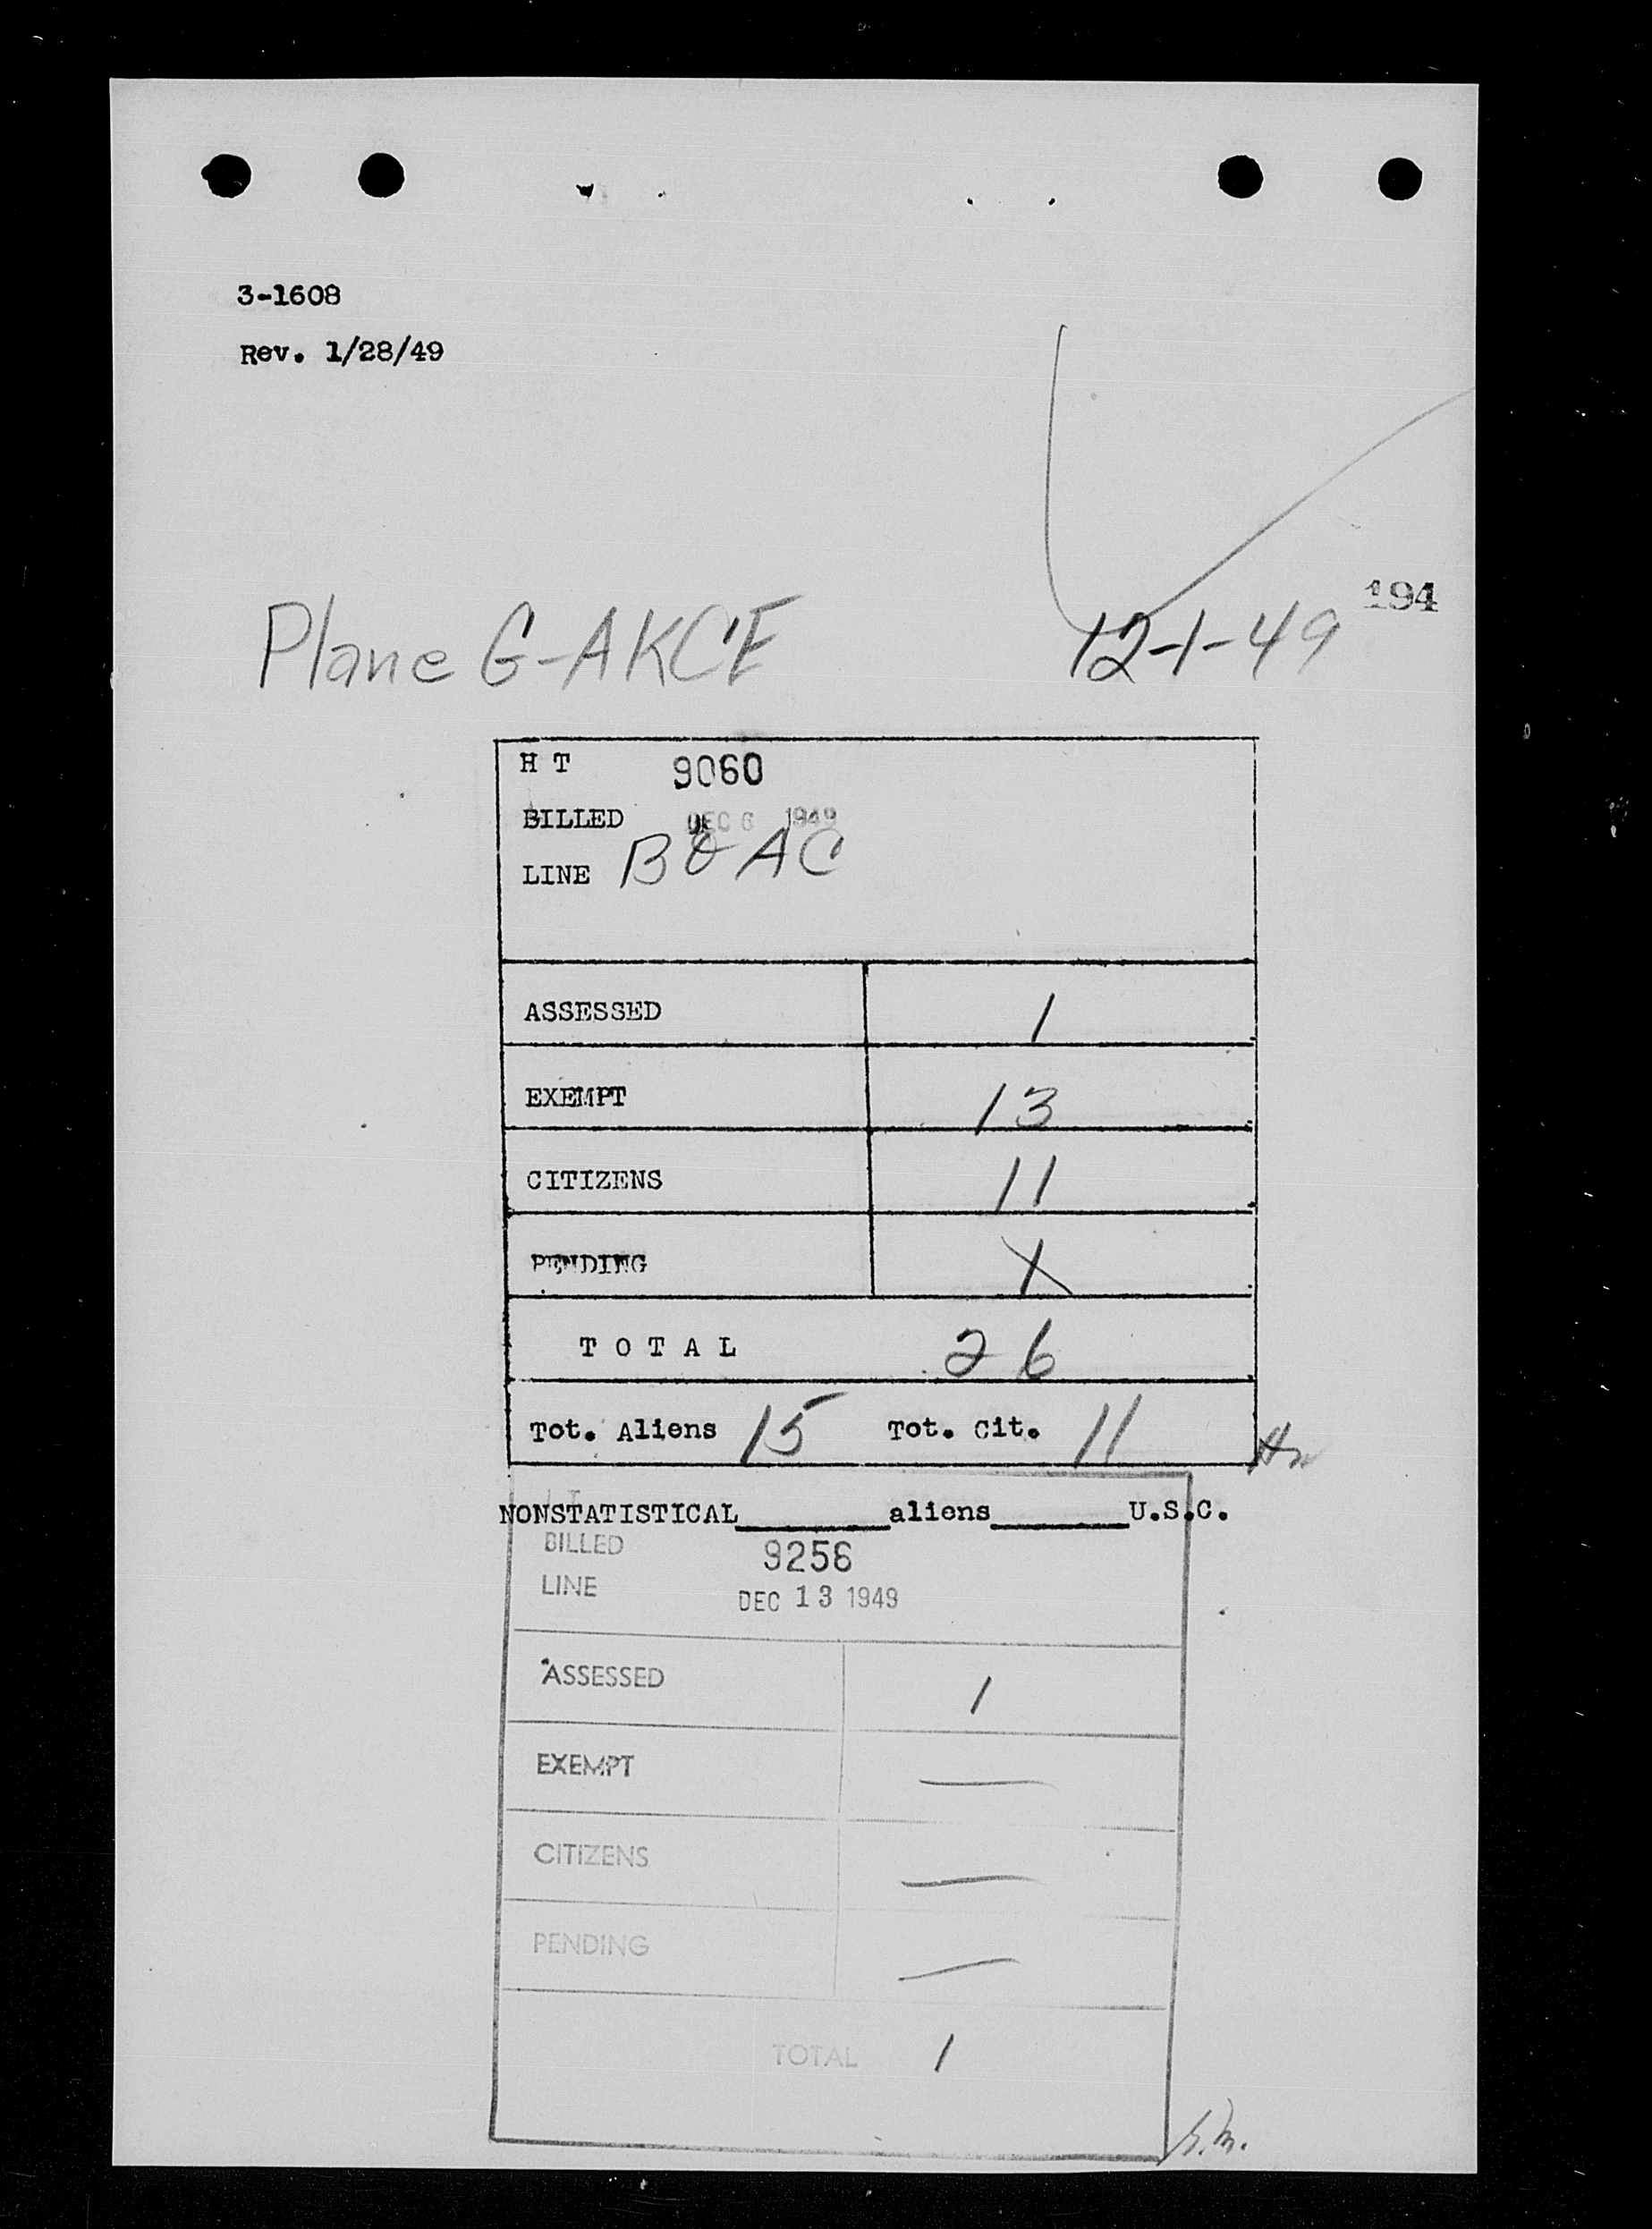 3-1608
Rev. 1/28/49
194
Plane G-AKCE 12-1-49
H T 9060
BILLED DEC 6 1949
LINE BOAC
ASSESSED 1
EXEMPT 13
CITIZENS 11
PENDING X
TOTAL 26
Tot. Aliens 15 Tot. Cit. 11
NONSTATISTICAL________aliens________U.S.C.
BILLED 9256
LINE DEC 13 1949
ASSESSED 1
EXEMPT —
CITIZENS —
PENDING —
TOTAL 1